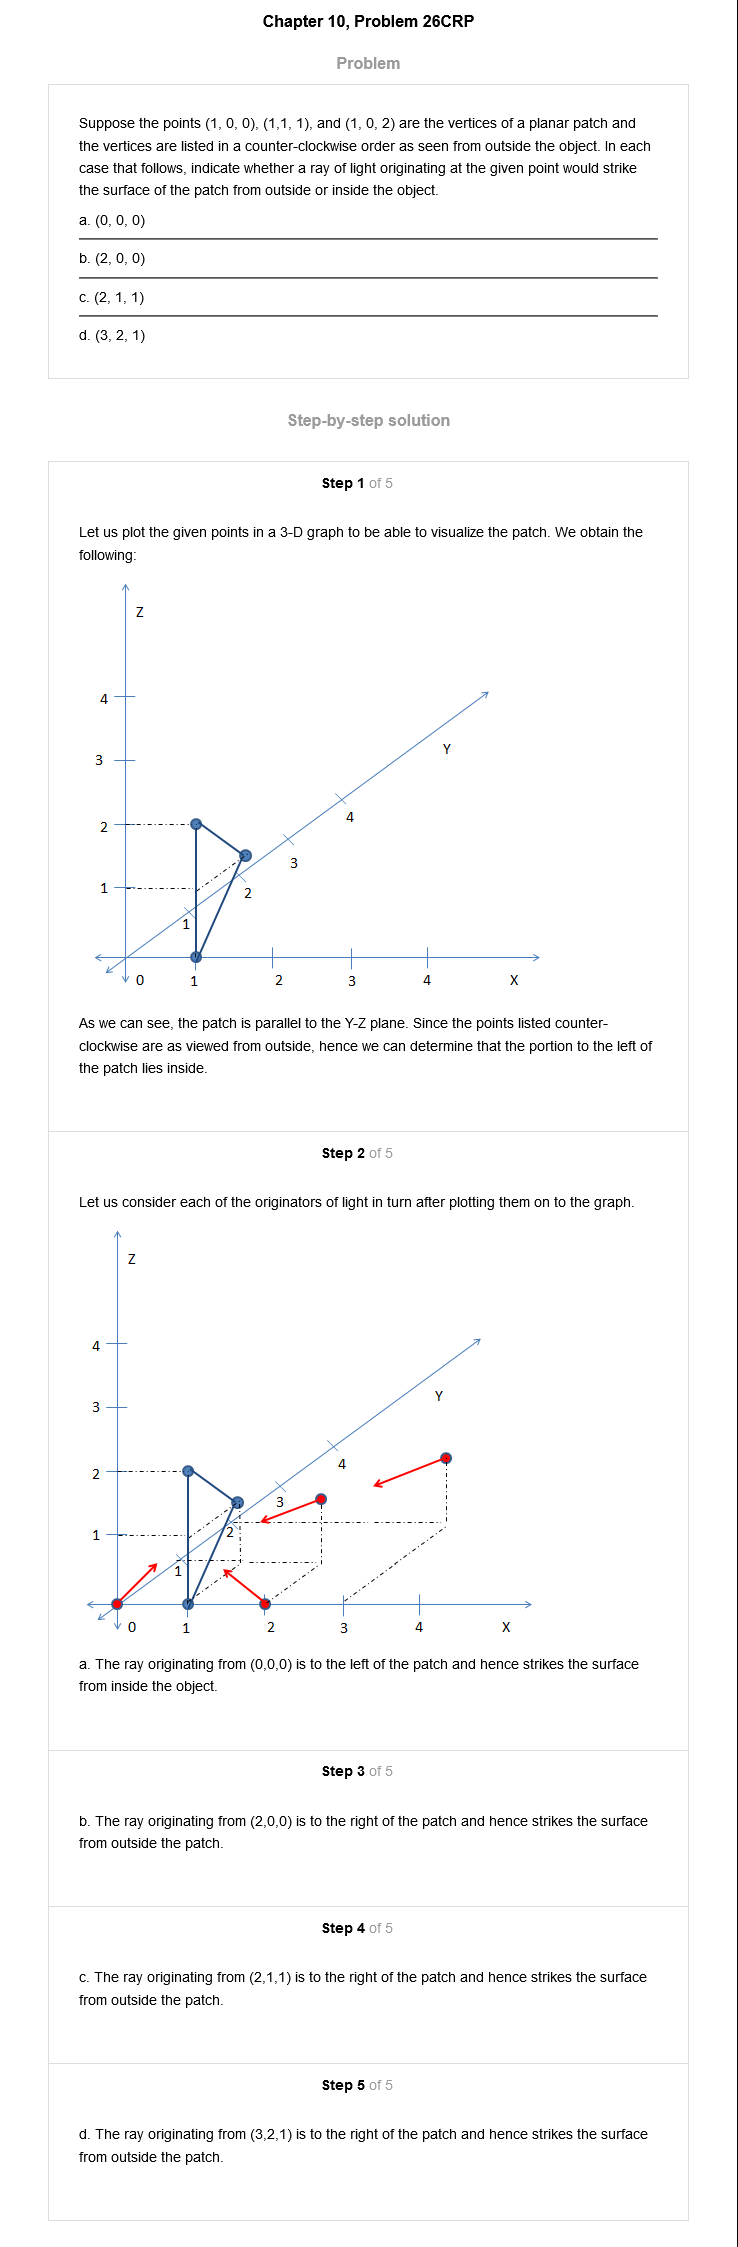 Chapter 10, Problem 26CRP
Problem
Suppose the points (1, 0, 0), (1,1, 1), and (1, 0, 2) are the vertices of a planar patch and
the vertices are listed in a counter-clockwise order as seen from outside the object. In each
case that follows, indicate whether a ray of light originating at the given point would strike
the surface of the patch from outside or inside the object.
a. (0, 0, 0)
b. (2, 0, 0)
c. (2, 1, 1)
d. (3, 2, 1)
Step-by-step solution
Step 1 of 5
Let us plot the given points in a 3-D graph to be able to visualize the patch. We obtain the
following:
Z
4
Y
3
4
2
3
1
2
1
0
1
2
3
4
X
As we can see, the patch is parallel to the Y-Z plane. Since the points listed counter-
clockwise are as viewed from outside, hence we can determine that the portion to the left of
the patch lies inside.
Step 2 of 5
Let us consider each of the originators of light in turn after plotting them on to the graph.
Z
4
Y
3
4
2
3
1
2
1
0
1
2
3
4
X
a. The ray originating from (0,0,0) is to the left of the patch and hence strikes the surface
from inside the object.
Step 3 of 5
b. The ray originating from (2,0,0) is to the right of the patch and hence strikes the surface
from outside the patch.
Step 4 of 5
c. The ray originating from (2,1,1) is to the right of the patch and hence strikes the surface
from outside the patch.
Step 5 of 5
d. The ray originating from (3,2,1) is to the right of the patch and hence strikes the surface
from outside the patch.